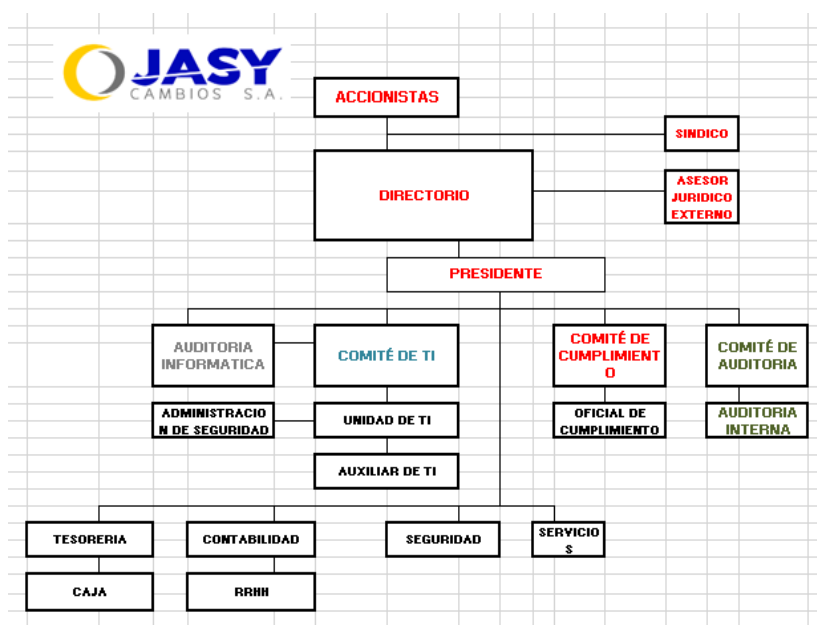 JASY
CAMBIOS S.A.
ACCIONISTAS
SINDICO
DIRECTORIO
ASESOR
JURIDICO
EXTERNO
PRESIDENTE
AUDITORIA
INFORMATICA
COMITÉ DE TI
COMITÉ DE
CUMPLIMIENT
O
COMITÉ DE
AUDITORIA
ADMINISTRACIO
N DE SEGURIDAD
UNIDAD DE TI
OFICIAL DE
CUMPLIMIENTO
AUDITORIA
INTERNA
AUXILIAR DE TI
TESORERIA
CONTABILIDAD
SEGURIDAD
SERVICIO
S
CAJA
RRHH